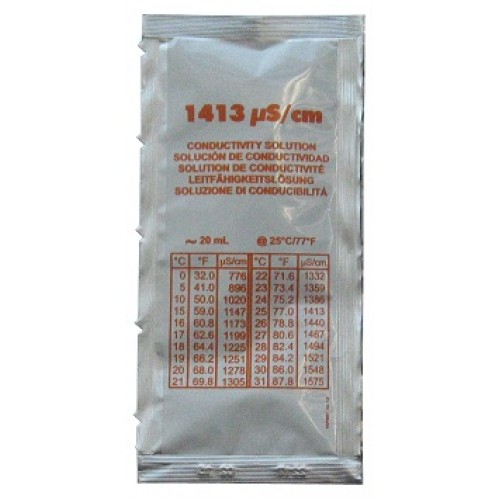 1413 µS/cm
CONDUCTIVITY SOLUTION
SOLUCIÓN DE CONDUCTIVIDAD
SOLUTION DE CONDUCTIVITÉ
LEITFÄHIGKEITSLÖSUNG
SOLUZIONE DI CONDUCIBILITÁ
~ 20 mL @ 25°C/77°F
°C °F µS/cm °C °F µS/cm
0 32.0 776 22 71.6 1332
5 41.0 896 23 73.4 1359
10 50.0 1020 24 75.2 1386
15 59.0 1147 25 77.0 1413
16 60.8 1173 26 78.8 1440
17 62.6 1199 27 80.6 1467
18 64.4 1225 28 82.4 1494
19 66.2 1251 29 84.2 1521
20 68.0 1278 30 86.0 1548
21 69.8 1305 31 87.8 1575